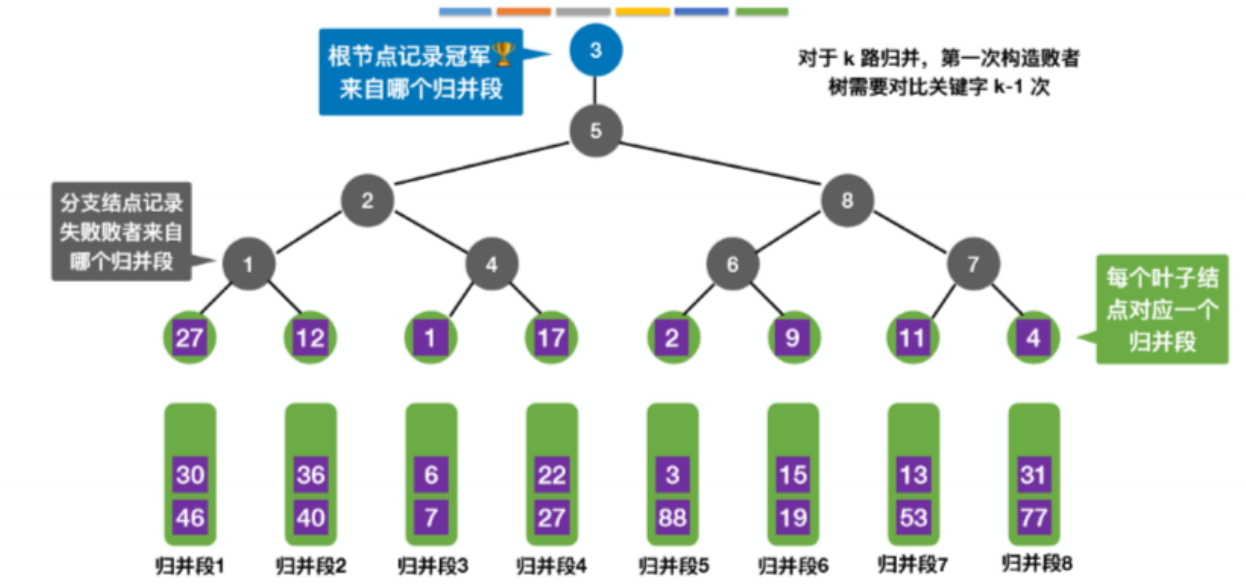 根节点记录冠军🏆
来自哪个归并段
3
对于 k 路归并，第一次构造败者
树需要对比关键字 k-1 次
5
分支结点记录
失败败者来自
哪个归并段
2
8
1
4
6
7
每个叶子结
点对应一个
归并段
27 12 1 17 2 9 11 4
30 36 6 22 3 15 13 31
46 40 7 27 88 19 53 77
归并段1 归并段2 归并段3 归并段4 归并段5 归并段6 归并段7 归并段8